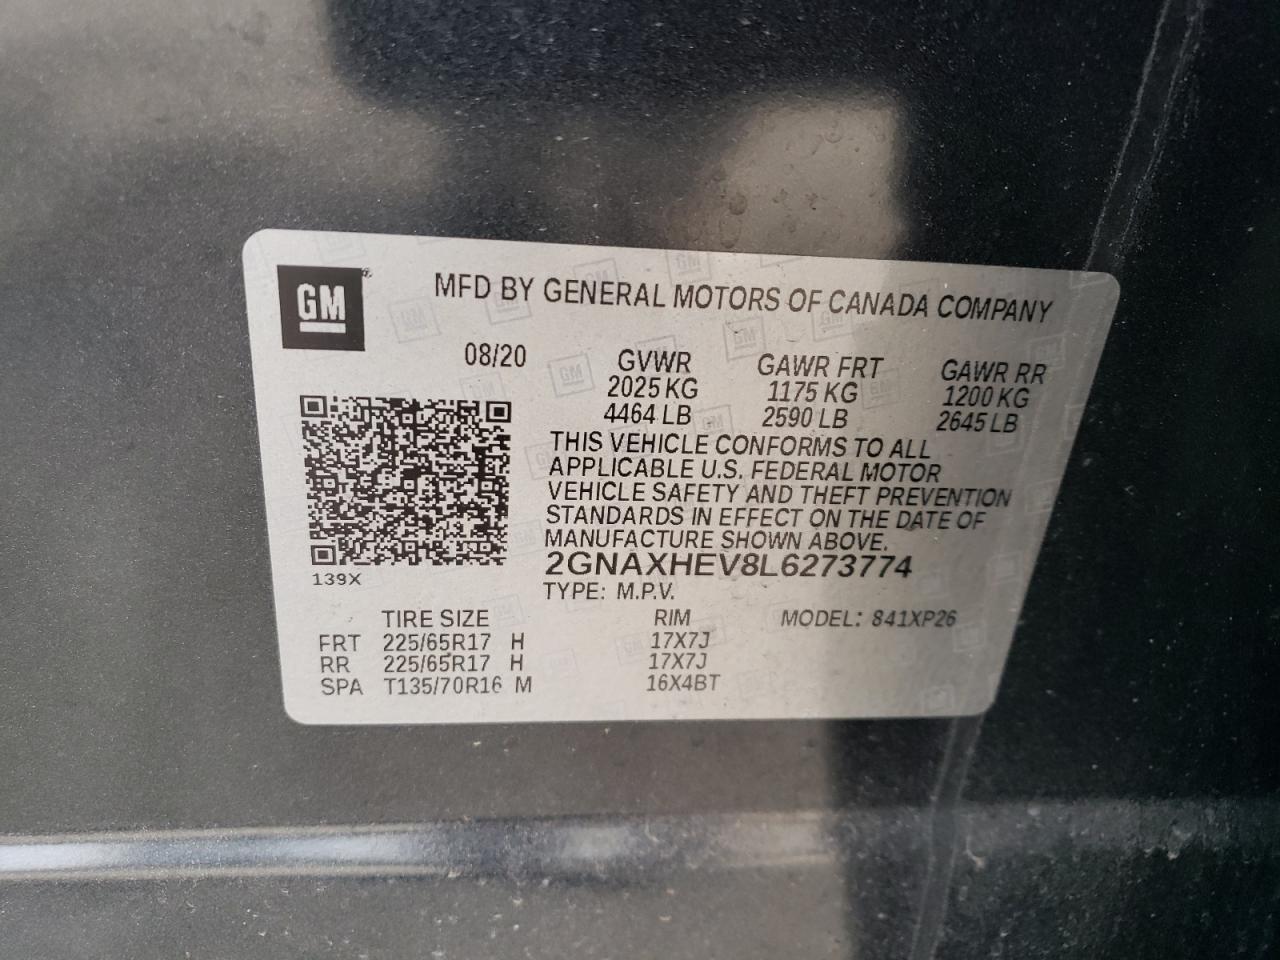 GM
MFD BY GENERAL MOTORS OF CANADA COMPANY
08/20 GVWR GAWR FRT GAWR RR
2025 KG 1175 KG 1200 KG
4464 LB 2590 LB 2645 LB
THIS VEHICLE CONFORMS TO ALL
APPLICABLE U.S. FEDERAL MOTOR
VEHICLE SAFETY AND THEFT PREVENTION
STANDARDS IN EFFECT ON THE DATE OF
MANUFACTURE SHOWN ABOVE.
2GNAXHEV8L6273774
139X
TYPE: M.P.V.
TIRE SIZE RIM MODEL: 841XP26
FRT 225/65R17 H 17X7J
RR 225/65R17 H 17X7J
SPA T135/70R16 M 16X4BT